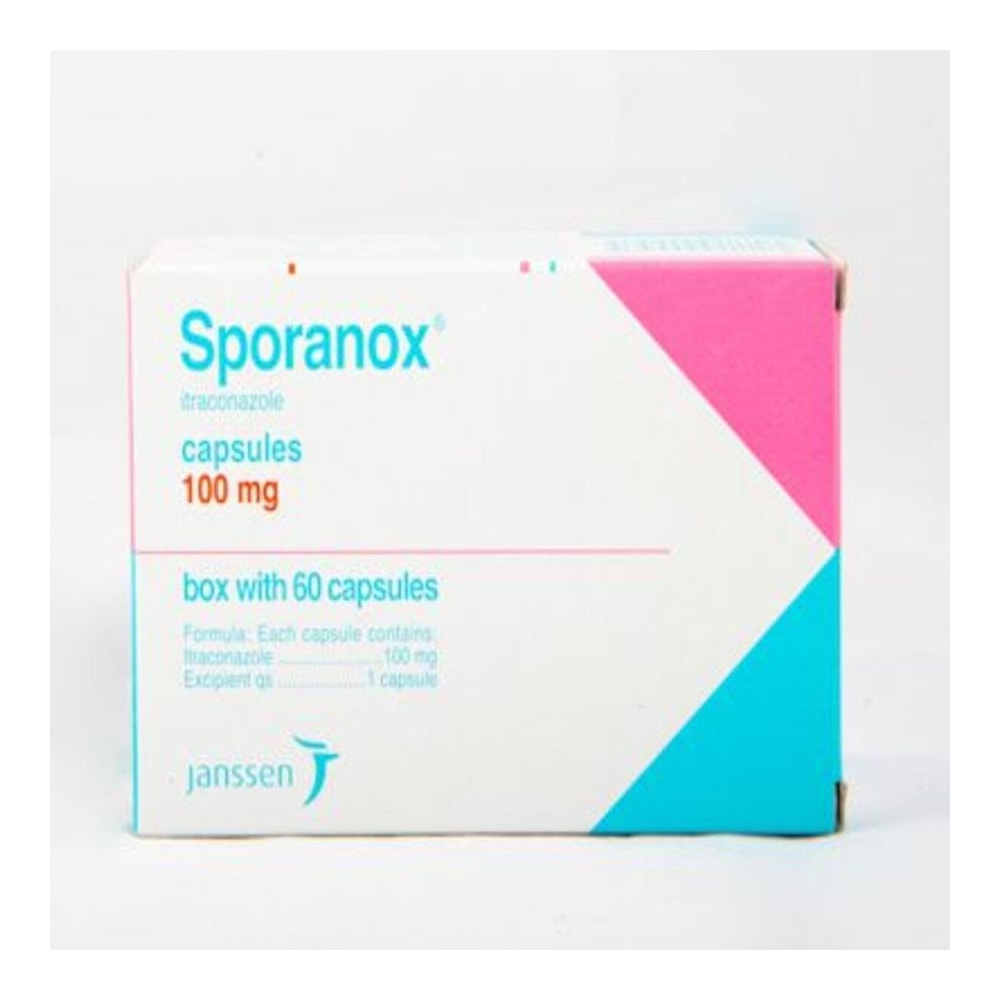 Sporanox®
itraconazole
capsules
100 mg
box with 60 capsules
Formula: Each capsule contains:
Itraconazole ......................100 mg
Excipient qs ..................1 capsule
janssen